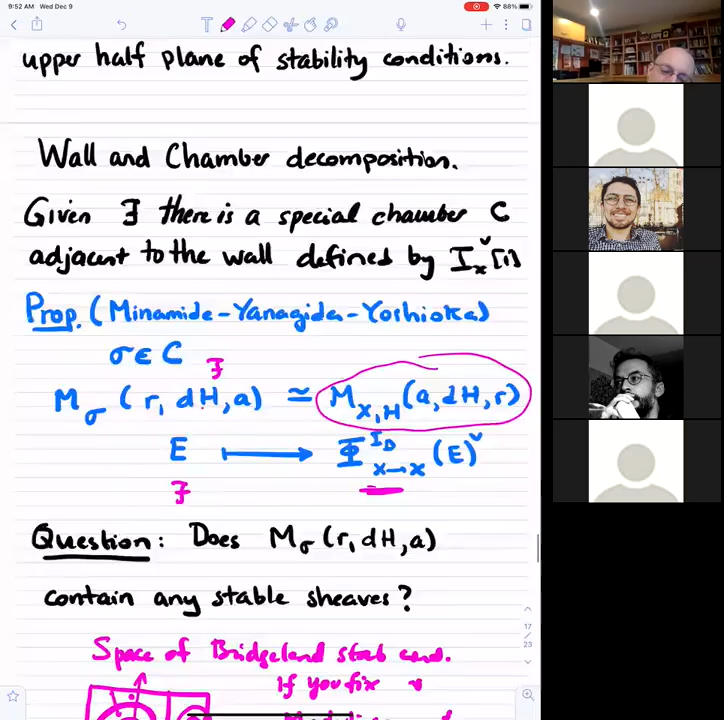 9:52 AM Wed Dec 9
88%
upper half plane of stability conditions.
Wall and Chamber decomposition.
Given ℱ there is a special chamber C
adjacent to the wall defined by I_x^∨[1]
Prop. (Minamide-Yanagida-Yoshioka)
σ ∈ C
ℱ
M_σ (r, dH, a) ≃ M_{X,H}(a, dH, r)
E ⟼ Φ^{I_D}_{X→X}(E)^∨
ℱ
Question: Does M_σ(r, dH, a)
contain any stable sheaves?
17
23
Space of Bridgeland stab cond.
If you fix v